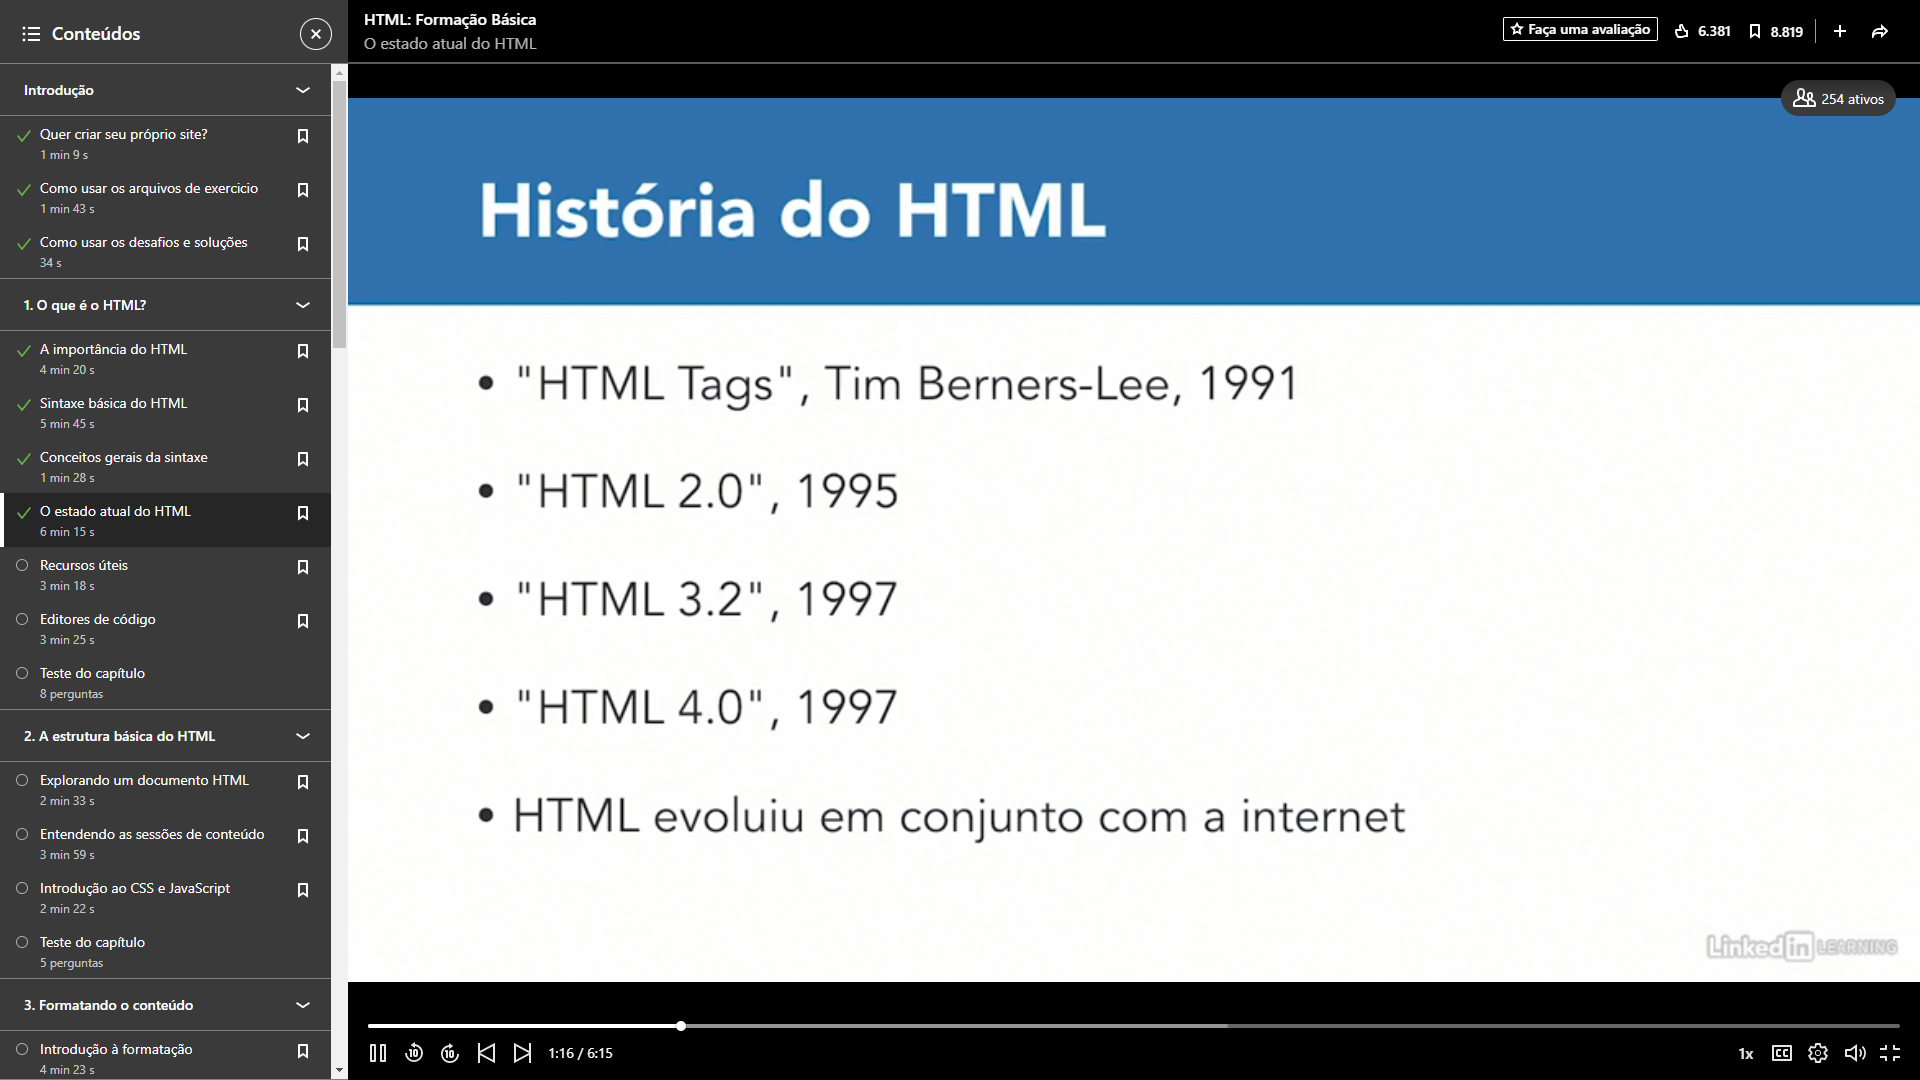 Conteúdos
Introdução
Quer criar seu próprio site?
1 min 9 s
Como usar os arquivos de exercicio
1 min 43 s
Como usar os desafios e soluções
34 s
1. O que é o HTML?
A importância do HTML
4 min 20 s
Sintaxe básica do HTML
5 min 45 s
Conceitos gerais da sintaxe
1 min 28 s
O estado atual do HTML
6 min 15 s
Recursos úteis
3 min 18 s
Editores de código
3 min 25 s
Teste do capítulo
8 perguntas
2. A estrutura básica do HTML
Explorando um documento HTML
2 min 33 s
Entendendo as sessões de conteúdo
3 min 59 s
Introdução ao CSS e JavaScript
2 min 22 s
Teste do capítulo
5 perguntas
3. Formatando o conteúdo
Introdução à formatação
4 min 23 s
HTML: Formação Básica
O estado atual do HTML
Faça uma avaliação 6.381 8.819
254 ativos
História do HTML
• "HTML Tags", Tim Berners-Lee, 1991
• "HTML 2.0", 1995
• "HTML 3.2", 1997
• "HTML 4.0", 1997
• HTML evoluiu em conjunto com a internet
Linked in LEARNING
10 10 1:16 / 6:15 1x CC